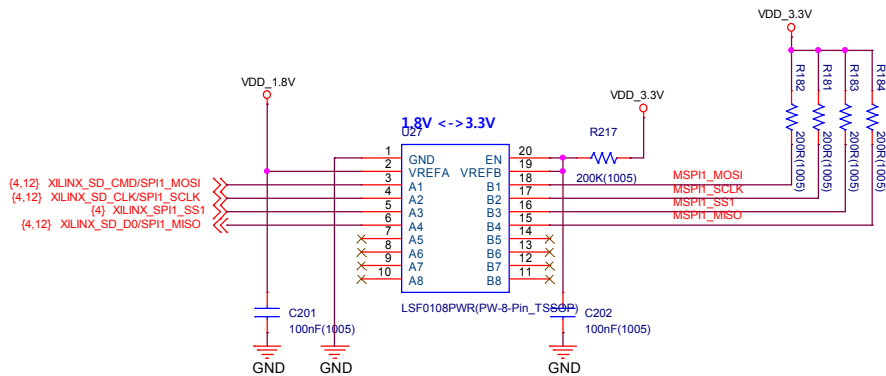 VDD_3.3V
R182
R181
R183
R184
200R(1005)
200R(1005)
200R(1005)
200R(1005)
VDD_1.8V
VDD_3.3V
1.8V <->3.3V
U27
R217
200K(1005)
1 GND EN 20
2 VREFA VREFB 19
3 A1 B1 18
4 A2 B2 17
5 A3 B3 16
6 A4 B4 15
7 A5 B5 14
8 A6 B6 13
9 A7 B7 12
10 A8 B8 11
{4,12} XILINX_SD_CMD/SPI1_MOSI
{4,12} XILINX_SD_CLK/SPI1_SCLK
{4} XILINX_SPI1_SS1
{4,12} XILINX_SD_D0/SPI1_MISO
MSPI1_MOSI
MSPI1_SCLK
MSPI1_SS1
MSPI1_MISO
LSF0108PWR(PW-8-Pin_TSSOP)
C201
100nF(1005)
C202
100nF(1005)
GND
GND
GND